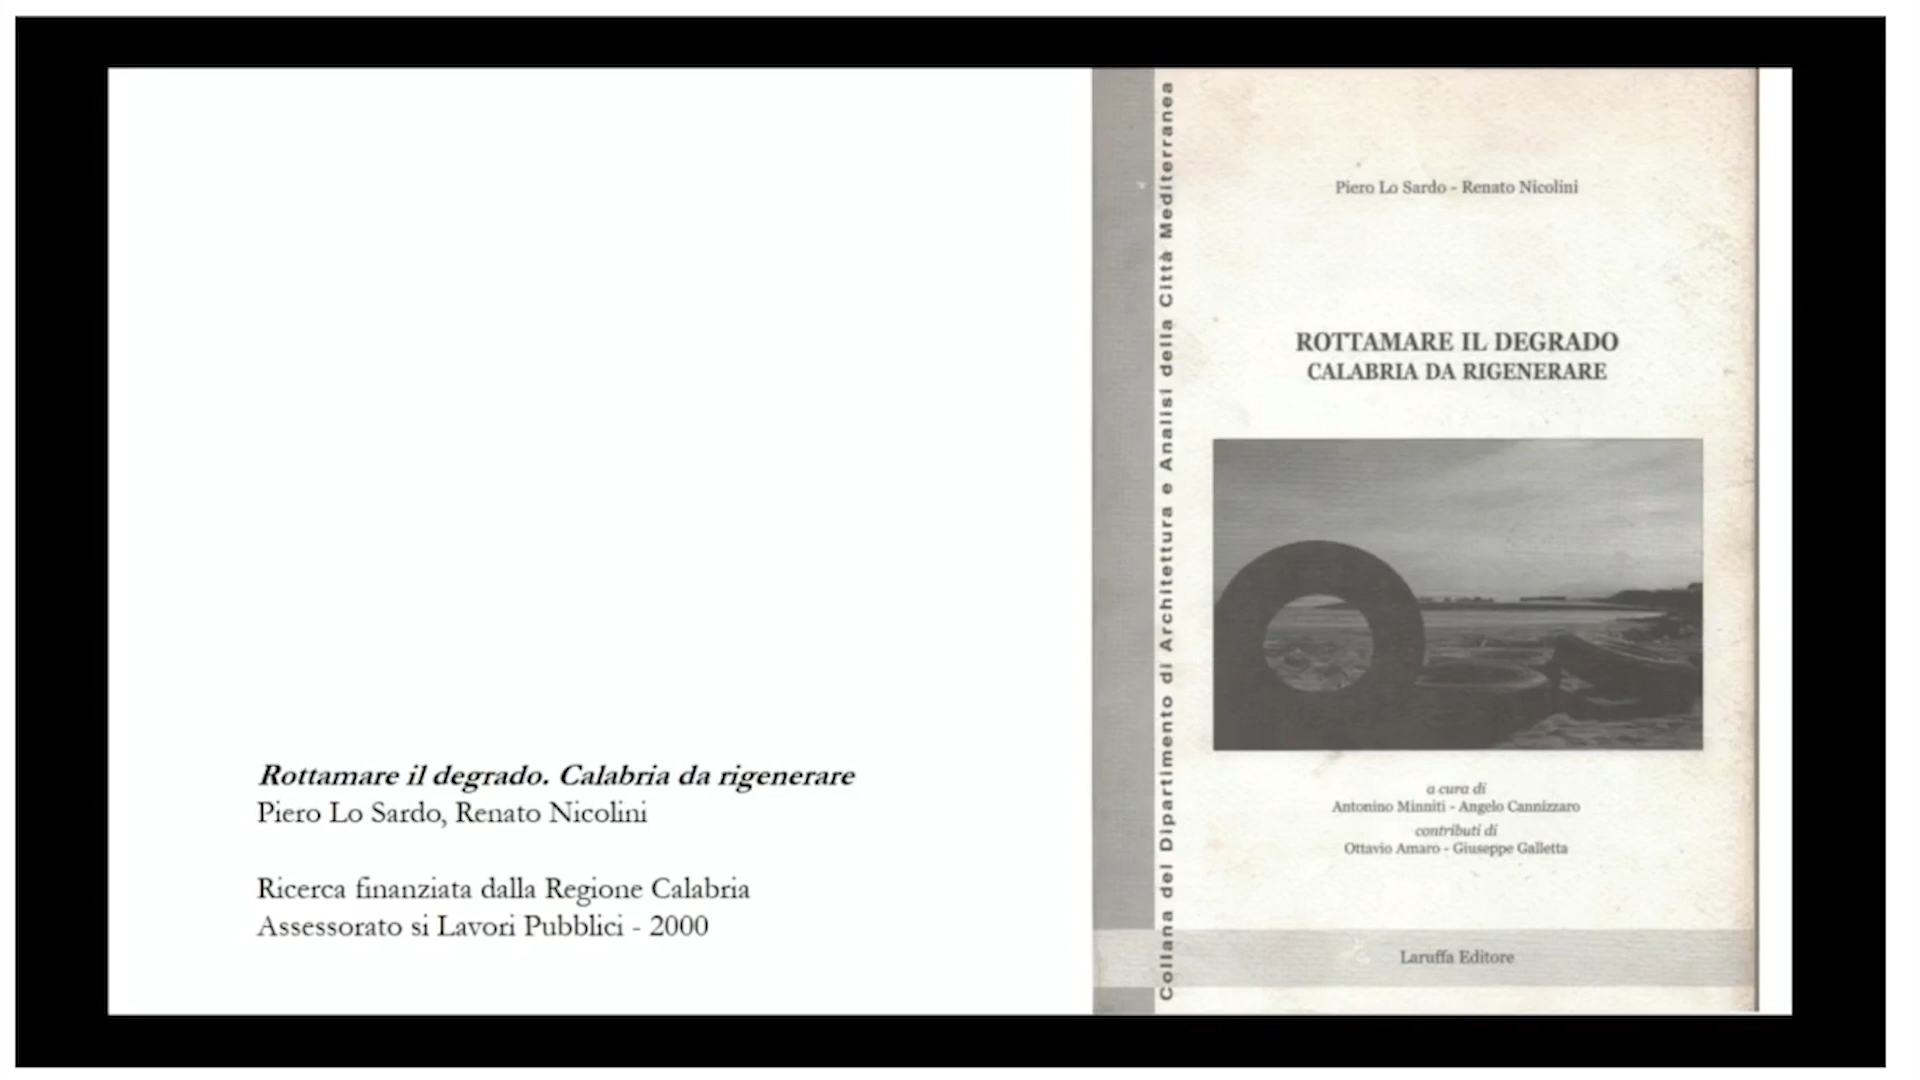 Rottamare il degrado. Calabria da rigenerare
Piero Lo Sardo, Renato Nicolini
Ricerca finanziata dalla Regione Calabria
Assessorato si Lavori Pubblici - 2000
Collana del Dipartimento di Architettura e Analisi della Città Mediterranea
Piero Lo Sardo - Renato Nicolini
ROTTAMARE IL DEGRADO
CALABRIA DA RIGENERARE
a cura di
Antonino Minniti - Angelo Cannizzaro
contributi di
Ottavio Amaro - Giuseppe Galletta
Laruffa Editore